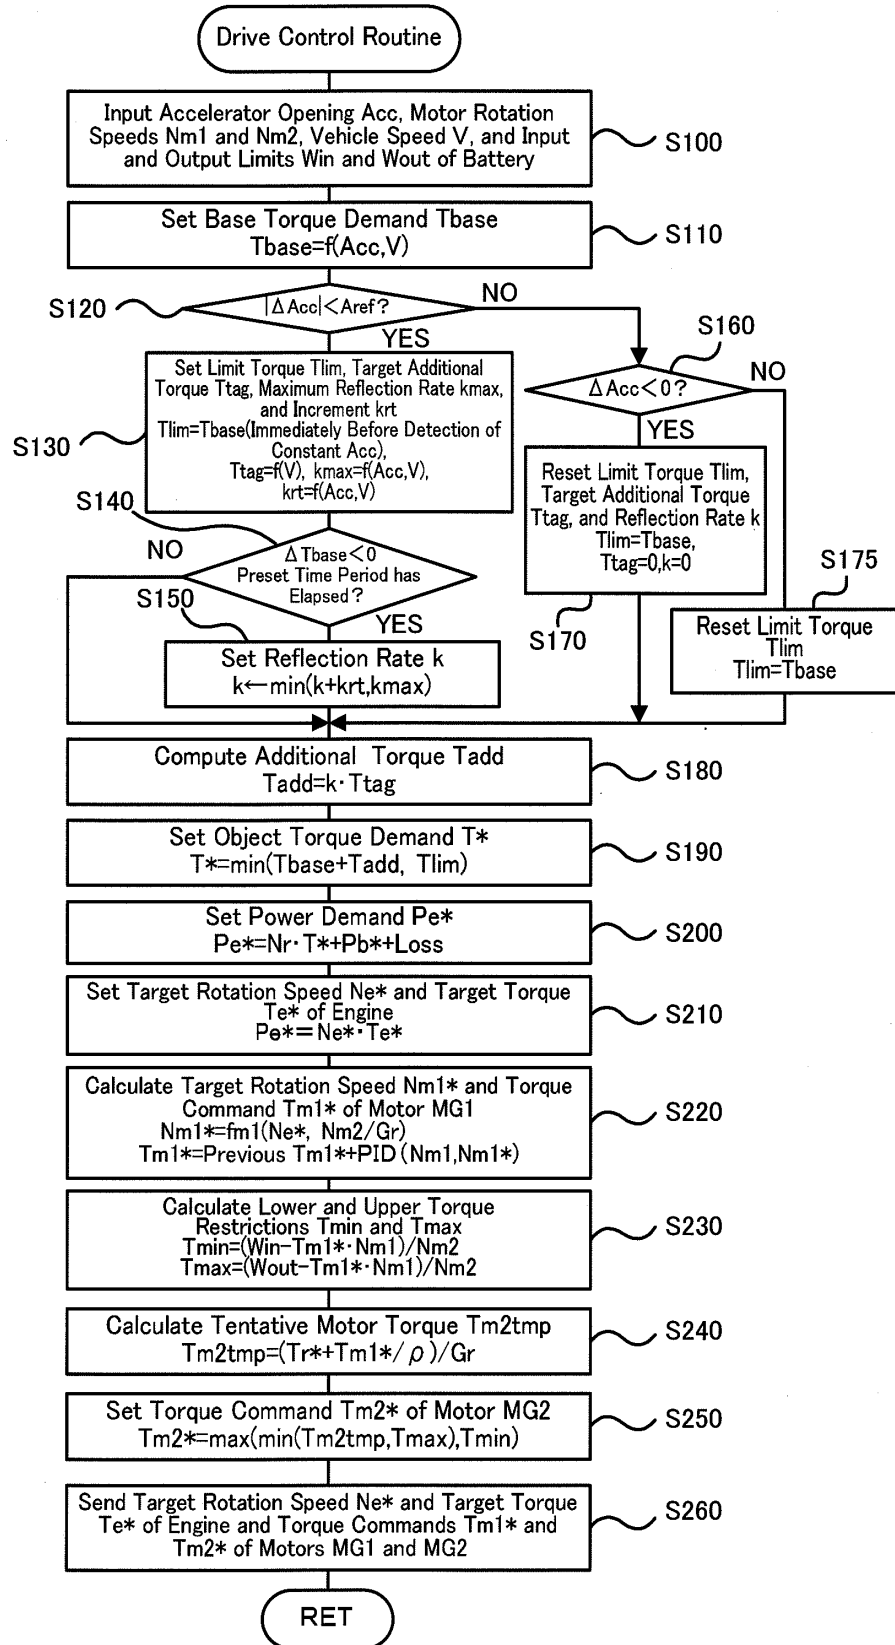 Drive Control Routine
Input Accelerator Opening Acc, Motor Rotation
Speeds Nm1 and Nm2, Vehicle Speed V, and Input
and Output Limits Win and Wout of Battery
S100
Set Base Torque Demand Tbase
Tbase=f(Acc,V)
S110
S120
|ΔAcc|<Aref?
NO
YES
S160
ΔAcc<0?
NO
YES
S130
Set Limit Torque Tlim, Target Additional
Torque Ttag, Maximum Reflection Rate kmax,
and Increment krt
Tlim=Tbase(Immediately Before Detection of
Constant Acc),
Ttag=f(V), kmax=f(Acc,V),
krt=f(Acc,V)
Reset Limit Torque Tlim,
Target Additional Torque
Ttag, and Reflection Rate k
Tlim=Tbase,
Ttag=0,k=0
S170
S175
Reset Limit Torque
Tlim
Tlim=Tbase
S140
NO
ΔTbase<0
Preset Time Period has
Elapsed?
YES
S150
Set Reflection Rate k
k←min(k+krt,kmax)
Compute Additional Torque Tadd
Tadd=k·Ttag
S180
Set Object Torque Demand T*
T*=min(Tbase+Tadd, Tlim)
S190
Set Power Demand Pe*
Pe*=Nr·T*+Pb*+Loss
S200
Set Target Rotation Speed Ne* and Target Torque
Te* of Engine
Pe*=Ne*·Te*
S210
Calculate Target Rotation Speed Nm1* and Torque
Command Tm1* of Motor MG1
Nm1*=fm1(Ne*, Nm2/Gr)
Tm1*=Previous Tm1*+PID(Nm1,Nm1*)
S220
Calculate Lower and Upper Torque
Restrictions Tmin and Tmax
Tmin=(Win-Tm1*·Nm1)/Nm2
Tmax=(Wout-Tm1*·Nm1)/Nm2
S230
Calculate Tentative Motor Torque Tm2tmp
Tm2tmp=(Tr*+Tm1*/ρ)/Gr
S240
Set Torque Command Tm2* of Motor MG2
Tm2*=max(min(Tm2tmp,Tmax),Tmin)
S250
Send Target Rotation Speed Ne* and Target Torque
Te* of Engine and Torque Commands Tm1* and
Tm2* of Motors MG1 and MG2
S260
RET